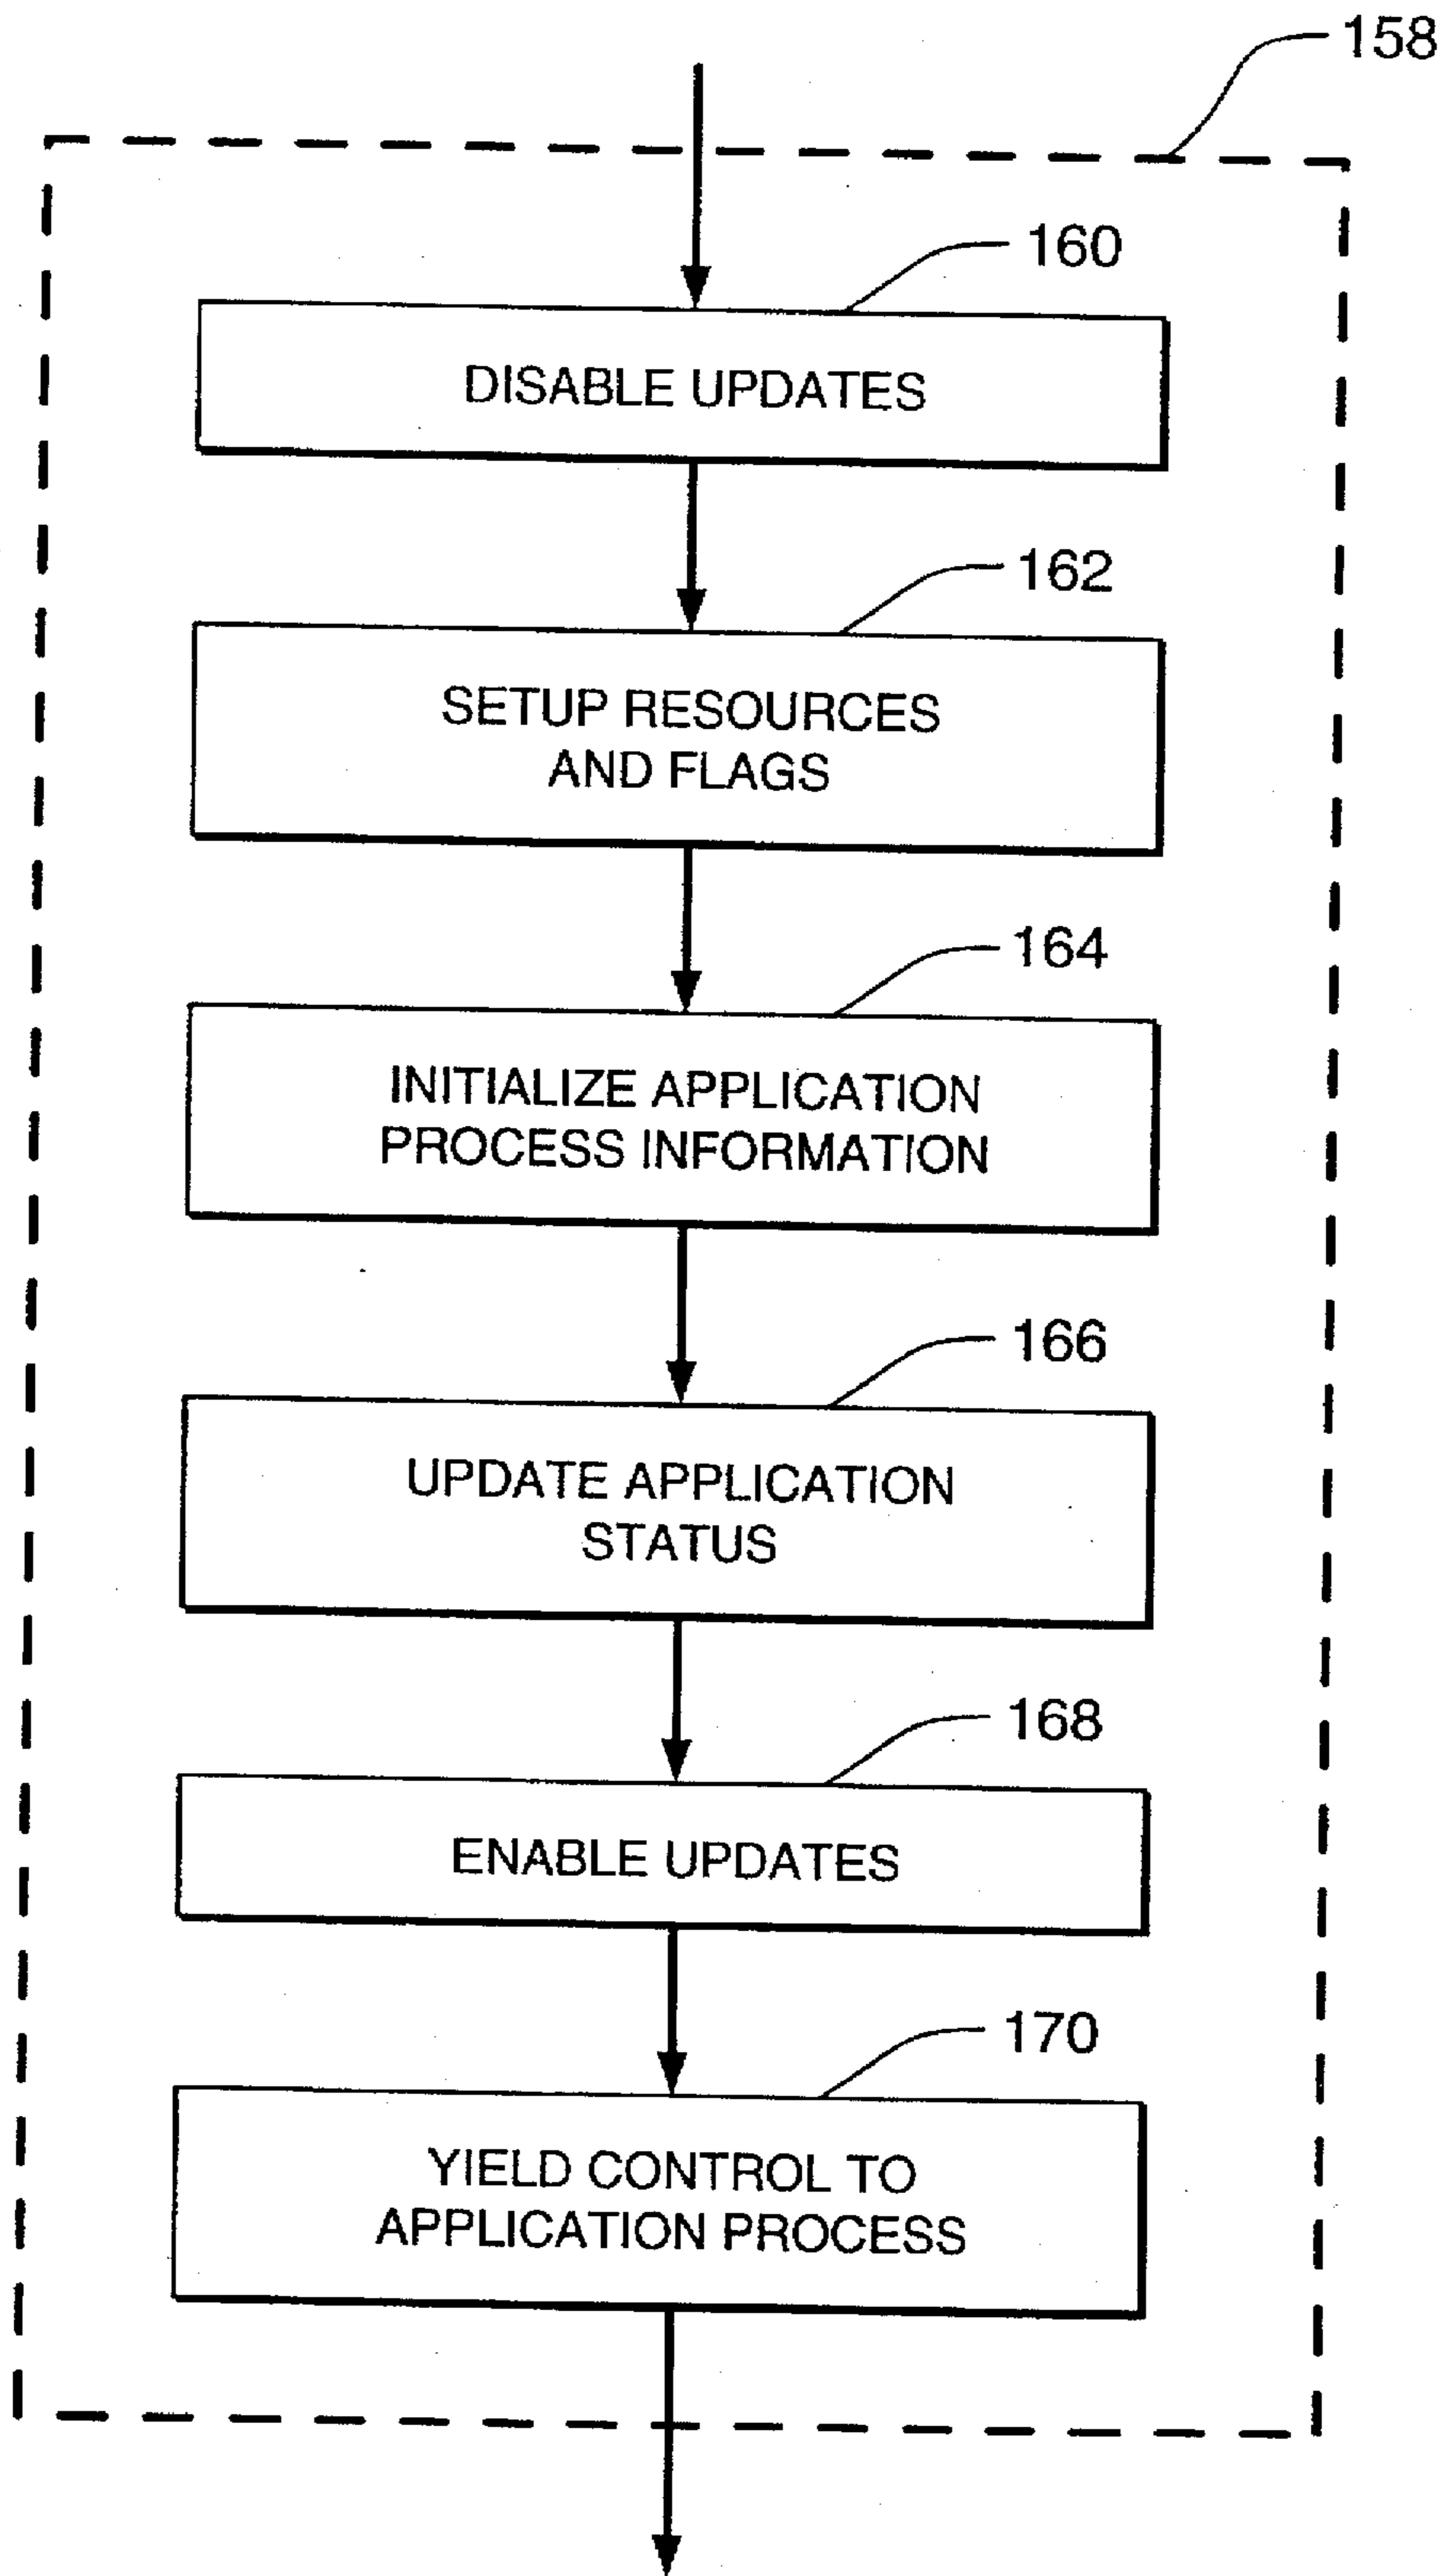 158
160
DISABLE UPDATES
162
SETUP RESOURCES
AND FLAGS
164
INITIALIZE APPLICATION
PROCESS INFORMATION
166
UPDATE APPLICATION
STATUS
168
ENABLE UPDATES
170
YIELD CONTROL TO
APPLICATION PROCESS